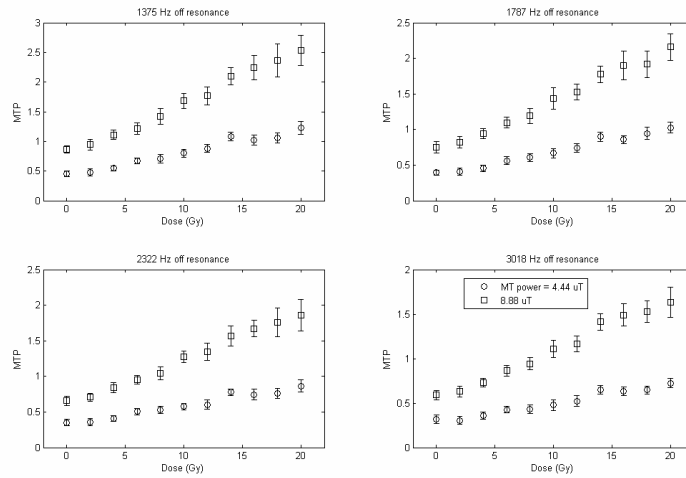 1375 Hz off resonance
3
2.5
2
1.5
1
0.5
0
MTP
0 5 10 15 20
Dose (Gy)
1787 Hz off resonance
2.5
2
1.5
1
0.5
0
MTP
0 5 10 15 20
Dose (Gy)
2322 Hz off resonance
2.5
2
1.5
1
0.5
0
MTP
0 5 10 15 20
Dose (Gy)
3018 Hz off resonance
2
1.5
1
0.5
0
MTP
MT power = 4.44 uT
8.88 uT
0 5 10 15 20
Dose (Gy)